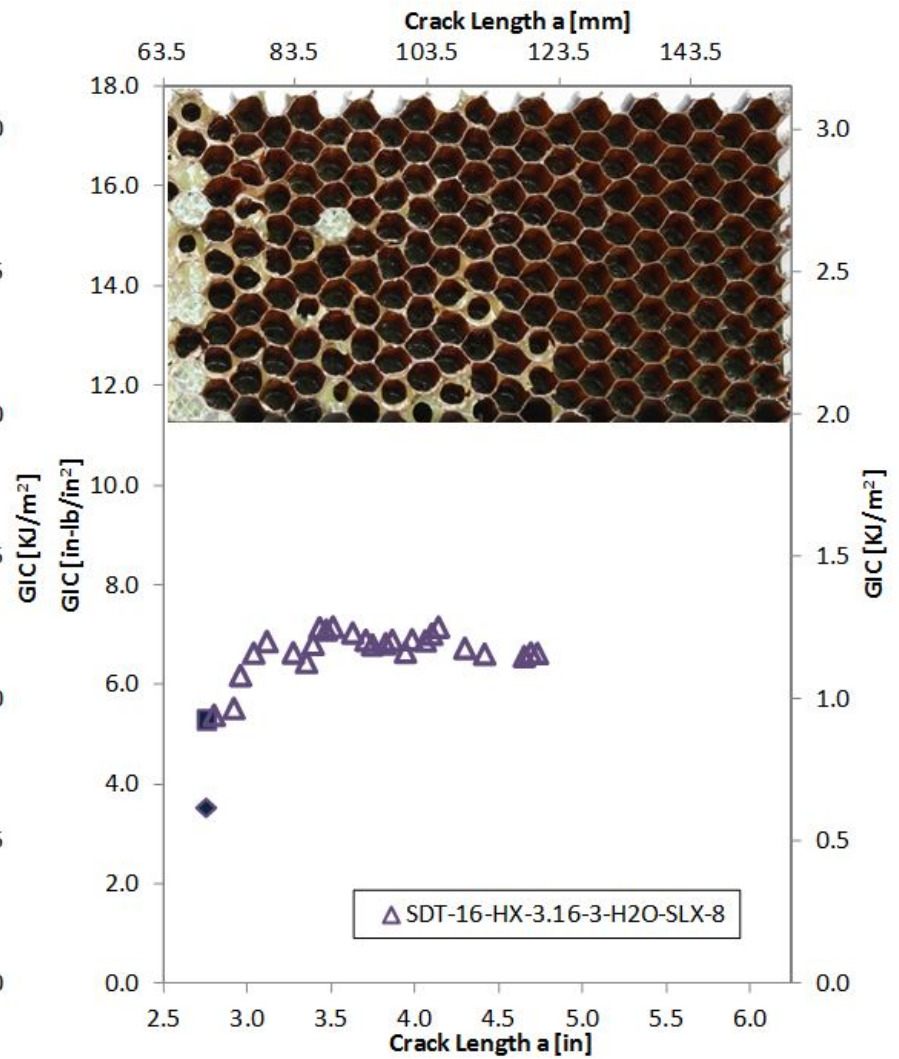 Crack Length a [mm]
63.5 83.5 103.5 123.5 143.5
18.0
16.0
14.0
12.0
10.0
8.0
6.0
4.0
2.0
0.0
GIC [KJ/m²]
GIC [in-lb/in²]
3.0
2.5
2.0
1.5
1.0
0.5
0.0
GIC [KJ/m²]
SDT-16-HX-3.16-3-H2O-SLX-8
2.5 3.0 3.5 4.0 4.5 5.0 5.5 6.0
Crack Length a [in]